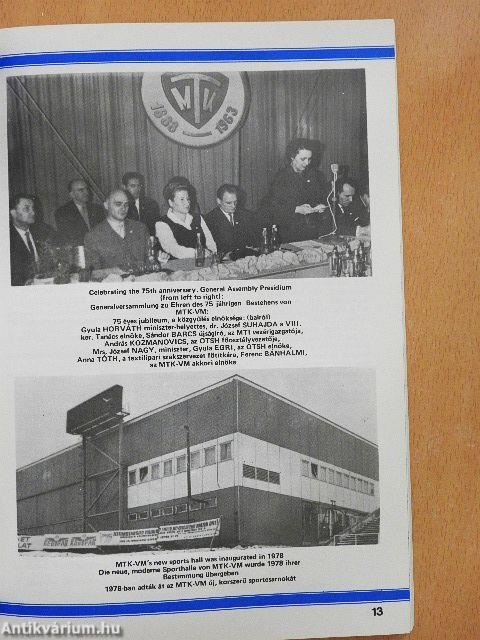 MTK
1888 1963
Celebrating the 75th anniversary. General Assembly Presidium
(from left to right):
Generalversammlung zu Ehren des 75 jährigen Bestehens von
MTK-VM:
75 éves jubileum, a közgyűlés elnöksége: (balról)
Gyula HORVÁTH miniszter-helyettes, dr. József SUHAJDA a VIII.
ker. Tanács elnöke, Sándor BARCS újságíró, az MTI vezérigazgatója,
András KOZMANOVICS, az OTSH főosztályvezetője,
Mrs. József NAGY, miniszter, Gyula EGRI, az OTSH elnöke,
Anna TÓTH, a textilipari szakszervezet főtitkára, Ferenc BÁNHALMI,
az MTK-VM akkori elnöke.
MTK-VM's new sports hall was inaugurated in 1978
Die neue, moderne Sporthalle von MTK-VM wurde 1978 ihrer
Bestimmung übergeben
1978-ban adták át az MTK-VM új, korszerű sportcsarnokát
13
Antikvárium.hu